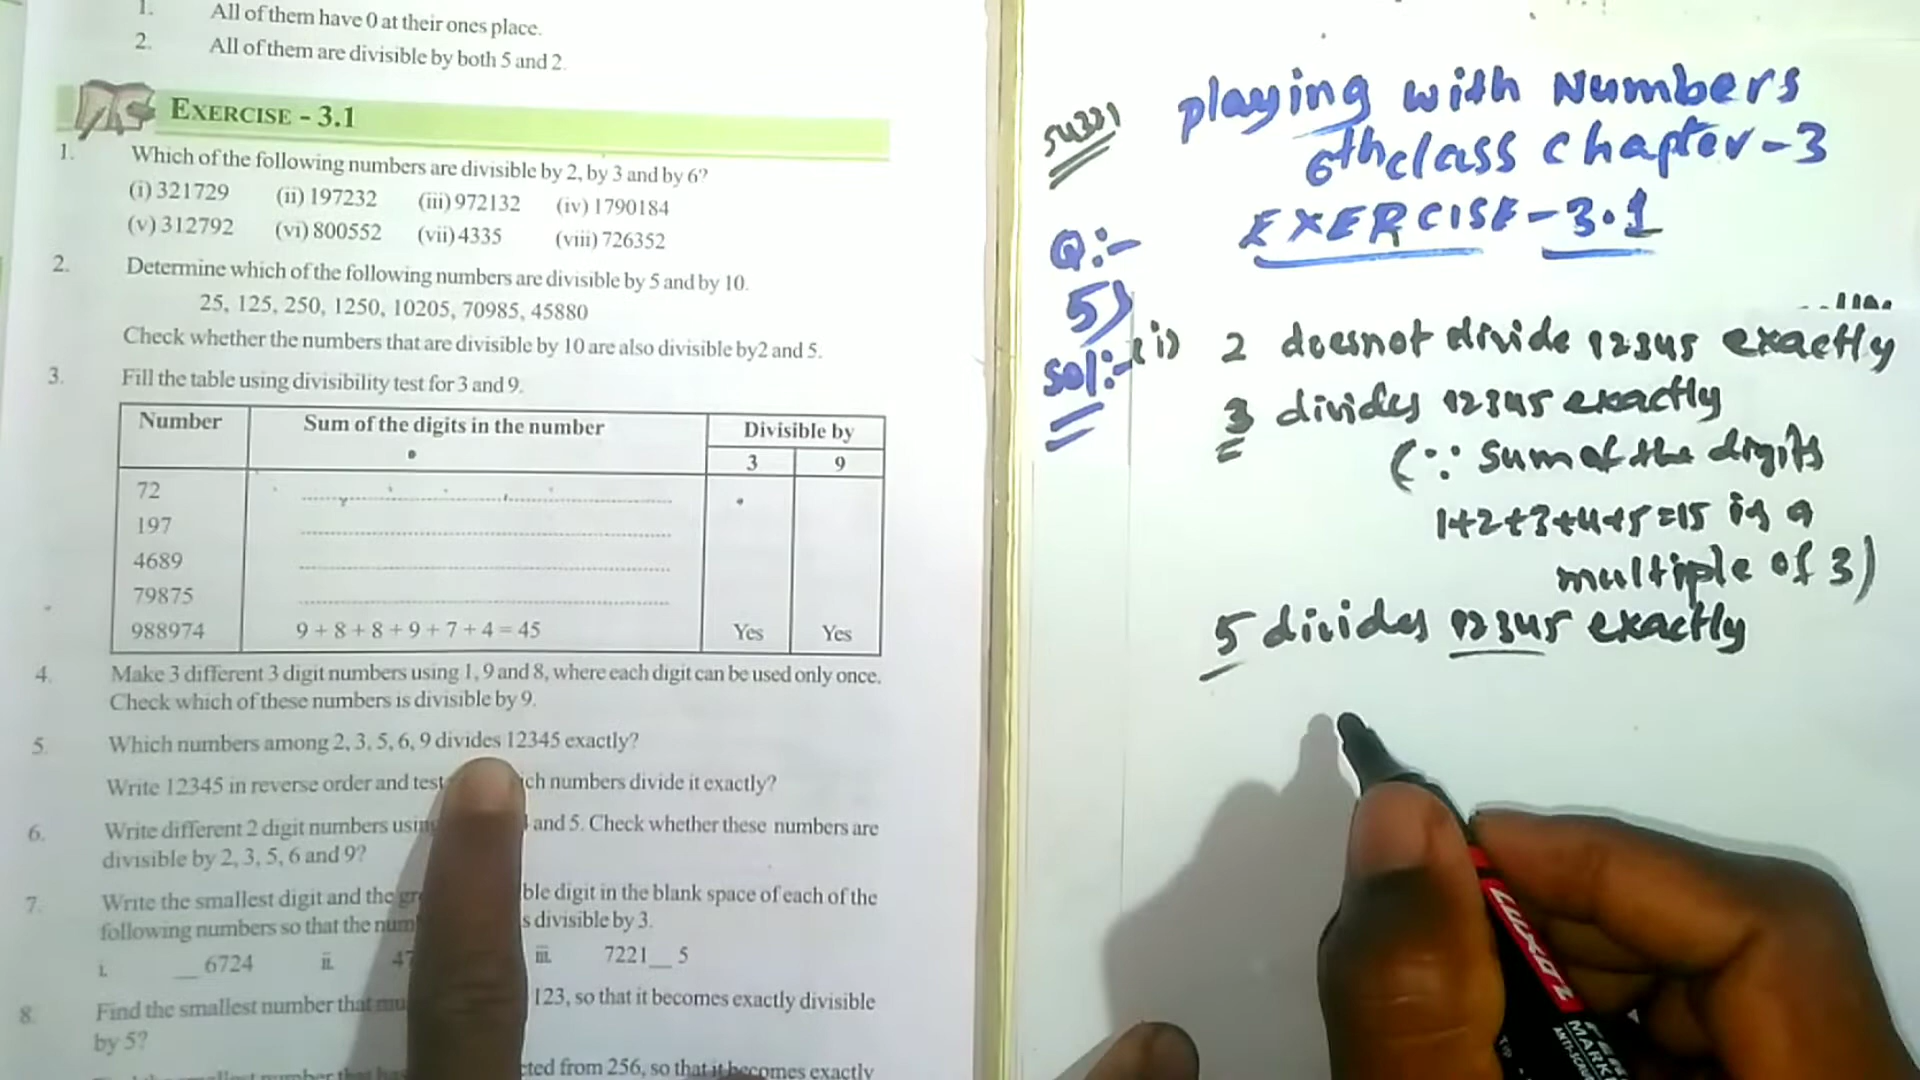 1. All of them have 0 at their ones place.
2. All of them are divisible by both 5 and 2.
EXERCISE - 3.1
1. Which of the following numbers are divisible by 2, by 3 and by 6?
(i) 321729 (ii) 197232 (iii) 972132 (iv) 1790184
(v) 312792 (vi) 800552 (vii) 4335 (viii) 726352
2. Determine which of the following numbers are divisible by 5 and by 10.
25, 125, 250, 1250, 10205, 70985, 45880
Check whether the numbers that are divisible by 10 are also divisible by2 and 5.
3. Fill the table using divisibility test for 3 and 9.
Number Sum of the digits in the number Divisible by
3 9
72
197
4689
79875
988974 9 + 8 + 8 + 9 + 7 + 4 = 45 Yes Yes
4. Make 3 different 3 digit numbers using 1, 9 and 8, where each digit can be used only once.
Check which of these numbers is divisible by 9.
5. Which numbers among 2, 3, 5, 6, 9 divides 12345 exactly?
Write 12345 in reverse order and test numbers divide it exactly?
6. Write different 2 digit numbers and 5. Check whether these numbers are
divisible by 2, 3, 5, 6 and 9?
7. Write the smallest digit and the digit in the blank space of each of the
following numbers so that the divisible by 3.
i. __ 6724 ii. 47 iii. 7221__ 5
8. Find the smallest number that 123, so that it becomes exactly divisible
by 5?
from 256, so that it becomes exactly
playing with Numbers
6th class chapter-3
EXERCISE-3.1
Q:-
5)
Sol:- (i) 2 doesnot divide 12345 exactly
3 divides 12345 exactly
(∵ Sum of the digits
1+2+3+4+5=15 is a
multiple of 3)
5 divides 12345 exactly
LUXOR